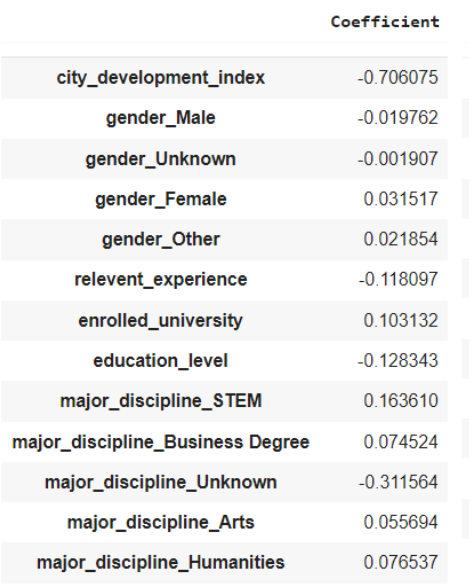 Coefficient
city_development_index -0.706075
gender_Male -0.019762
gender_Unknown -0.001907
gender_Female 0.031517
gender_Other 0.021854
relevent_experience -0.118097
enrolled_university 0.103132
education_level -0.128343
major_discipline_STEM 0.163610
major_discipline_Business Degree 0.074524
major_discipline_Unknown -0.311564
major_discipline_Arts 0.055694
major_discipline_Humanities 0.076537